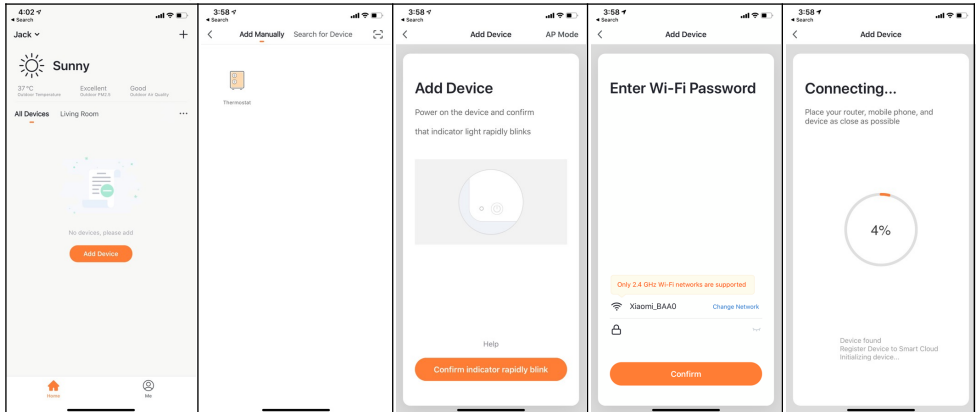 4:02
Search
Jack
Sunny
37°C
Outdoor Temperature
Excellent
Outdoor PM2.5
Good
Outdoor Air Quality
All Devices
Living Room
No devices, please add
Add Device
Home
Me
3:58
Search
Add Manually
Search for Device
Thermostat
3:58
Search
Add Device
AP Mode
Add Device
Power on the device and confirm
that indicator light rapidly blinks
Help
Confirm indicator rapidly blink
3:58
Search
Add Device
Enter Wi-Fi Password
Only 2.4 GHz Wi-Fi networks are supported
Xiaomi_BAA0
Change Network
Confirm
3:58
Search
Add Device
Connecting...
Place your router, mobile phone, and
device as close as possible
4%
Device found
Register Device to Smart Cloud
Initializing device...